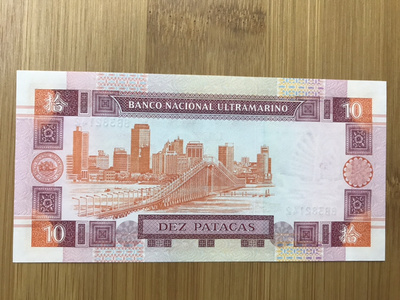 拾 BANCO NACIONAL ULTRAMARINO 10
10 DEZ PATACAS 拾